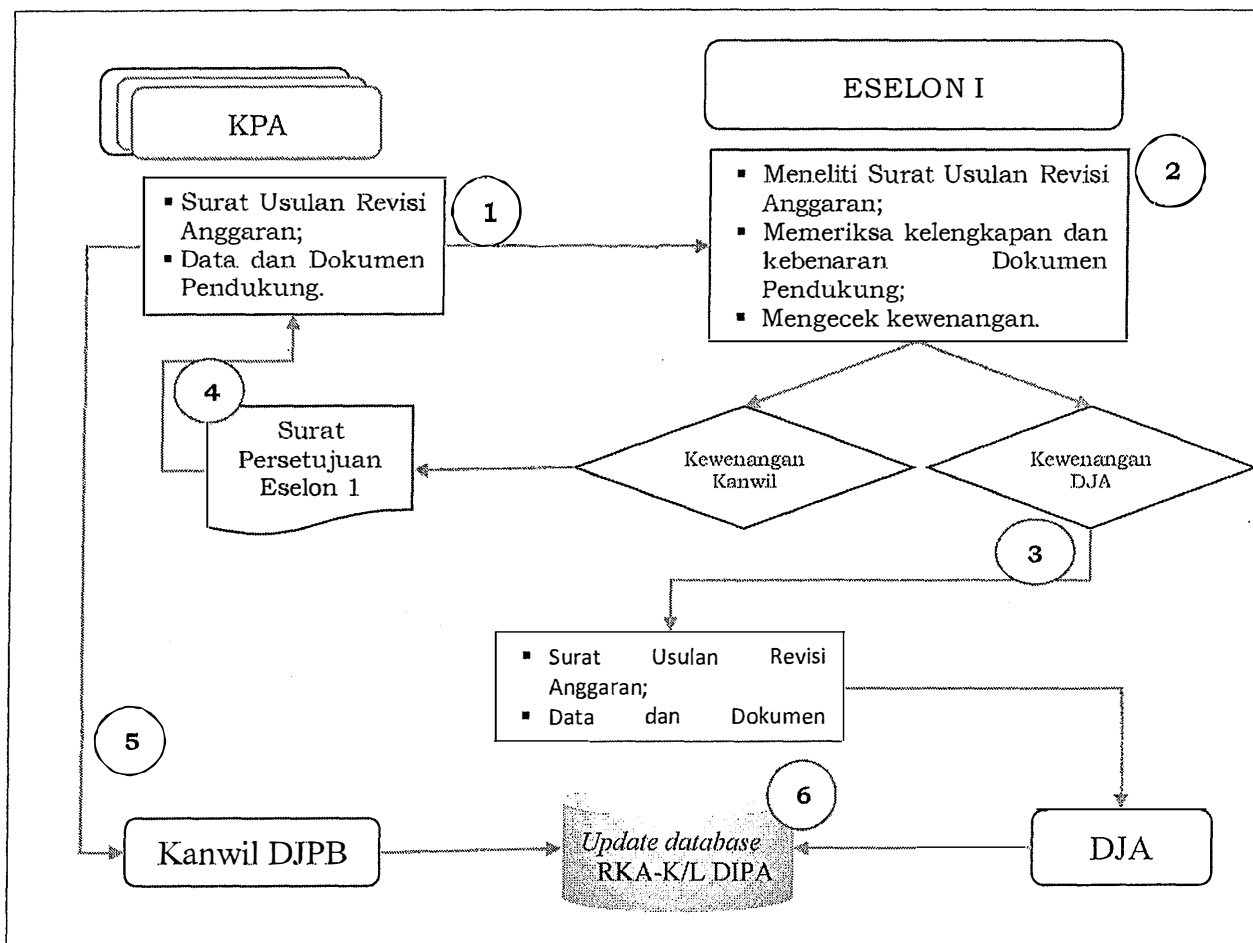 KPA
ESELON I
▪ Surat Usulan Revisi
Anggaran;
▪ Data dan Dokumen
Pendukung.
1
▪ Meneliti Surat Usulan Revisi
Anggaran;
▪ Memeriksa kelengkapan dan
kebenaran Dokumen
Pendukung;
▪ Mengecek kewenangan.
2
4
Surat
Persetujuan
Eselon 1
Kewenangan
Kanwil
Kewenangan
DJA
3
▪ Surat Usulan Revisi
Anggaran;
▪ Data dan Dokumen
5
6
Kanwil DJPB
Update database
RKA-K/L DIPA
DJA